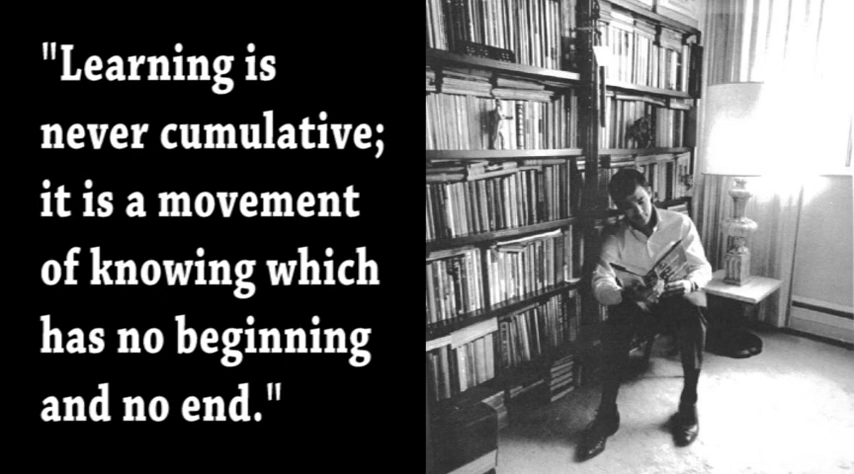 "Learning is
never cumulative;
it is a movement
of knowing which
has no beginning
and no end."